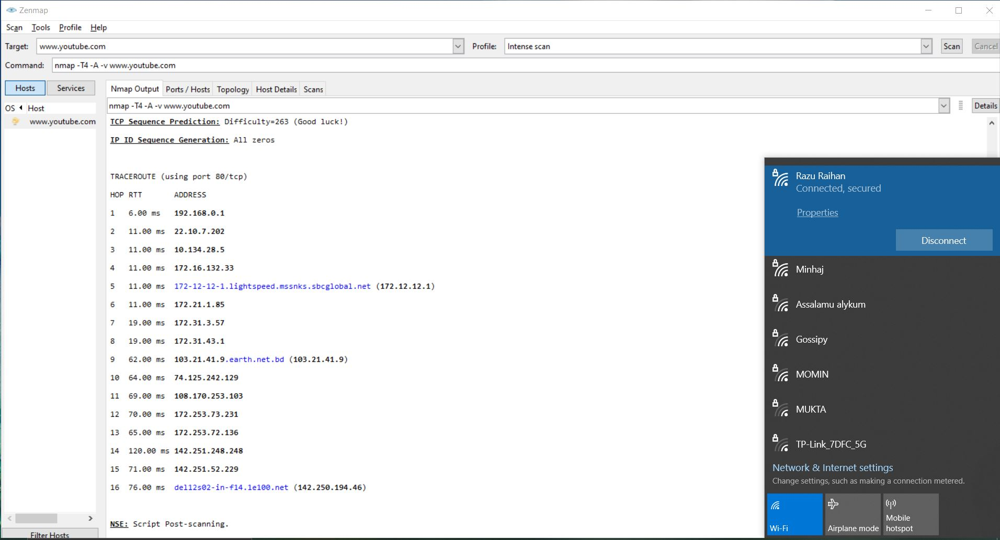 Zenmap
Scan Tools Profile Help
Target: www.youtube.com Profile: Intense scan Scan Cancel
Command: nmap -T4 -A -v www.youtube.com
Hosts Services Nmap Output Ports / Hosts Topology Host Details Scans
OS Host nmap -T4 -A -v www.youtube.com Details
www.youtube.com
TCP Sequence Prediction: Difficulty=263 (Good luck!)
IP ID Sequence Generation: All zeros
TRACEROUTE (using port 80/tcp)
HOP RTT ADDRESS
1 6.00 ms 192.168.0.1
2 11.00 ms 22.10.7.202
3 11.00 ms 10.134.28.5
4 11.00 ms 172.16.132.33
5 11.00 ms 172-12-12-1.lightspeed.mssnks.sbcglobal.net (172.12.12.1)
6 11.00 ms 172.21.1.85
7 19.00 ms 172.31.3.57
8 19.00 ms 172.31.43.1
9 62.00 ms 103.21.41.9.earth.net.bd (103.21.41.9)
10 64.00 ms 74.125.242.129
11 69.00 ms 108.170.253.103
12 70.00 ms 172.253.73.231
13 65.00 ms 172.253.72.136
14 120.00 ms 142.251.248.248
15 71.00 ms 142.251.52.229
16 76.00 ms del12s02-in-f14.1e100.net (142.250.194.46)
NSE: Script Post-scanning.
Filter Hosts
Razu Raihan
Connected, secured
Properties
Disconnect
Minhaj
Assalamu alykum
Gossipy
MOMIN
MUKTA
TP-Link_7DFC_5G
Network & Internet settings
Change settings, such as making a connection metered.
Wi-Fi
Airplane mode
Mobile
hotspot